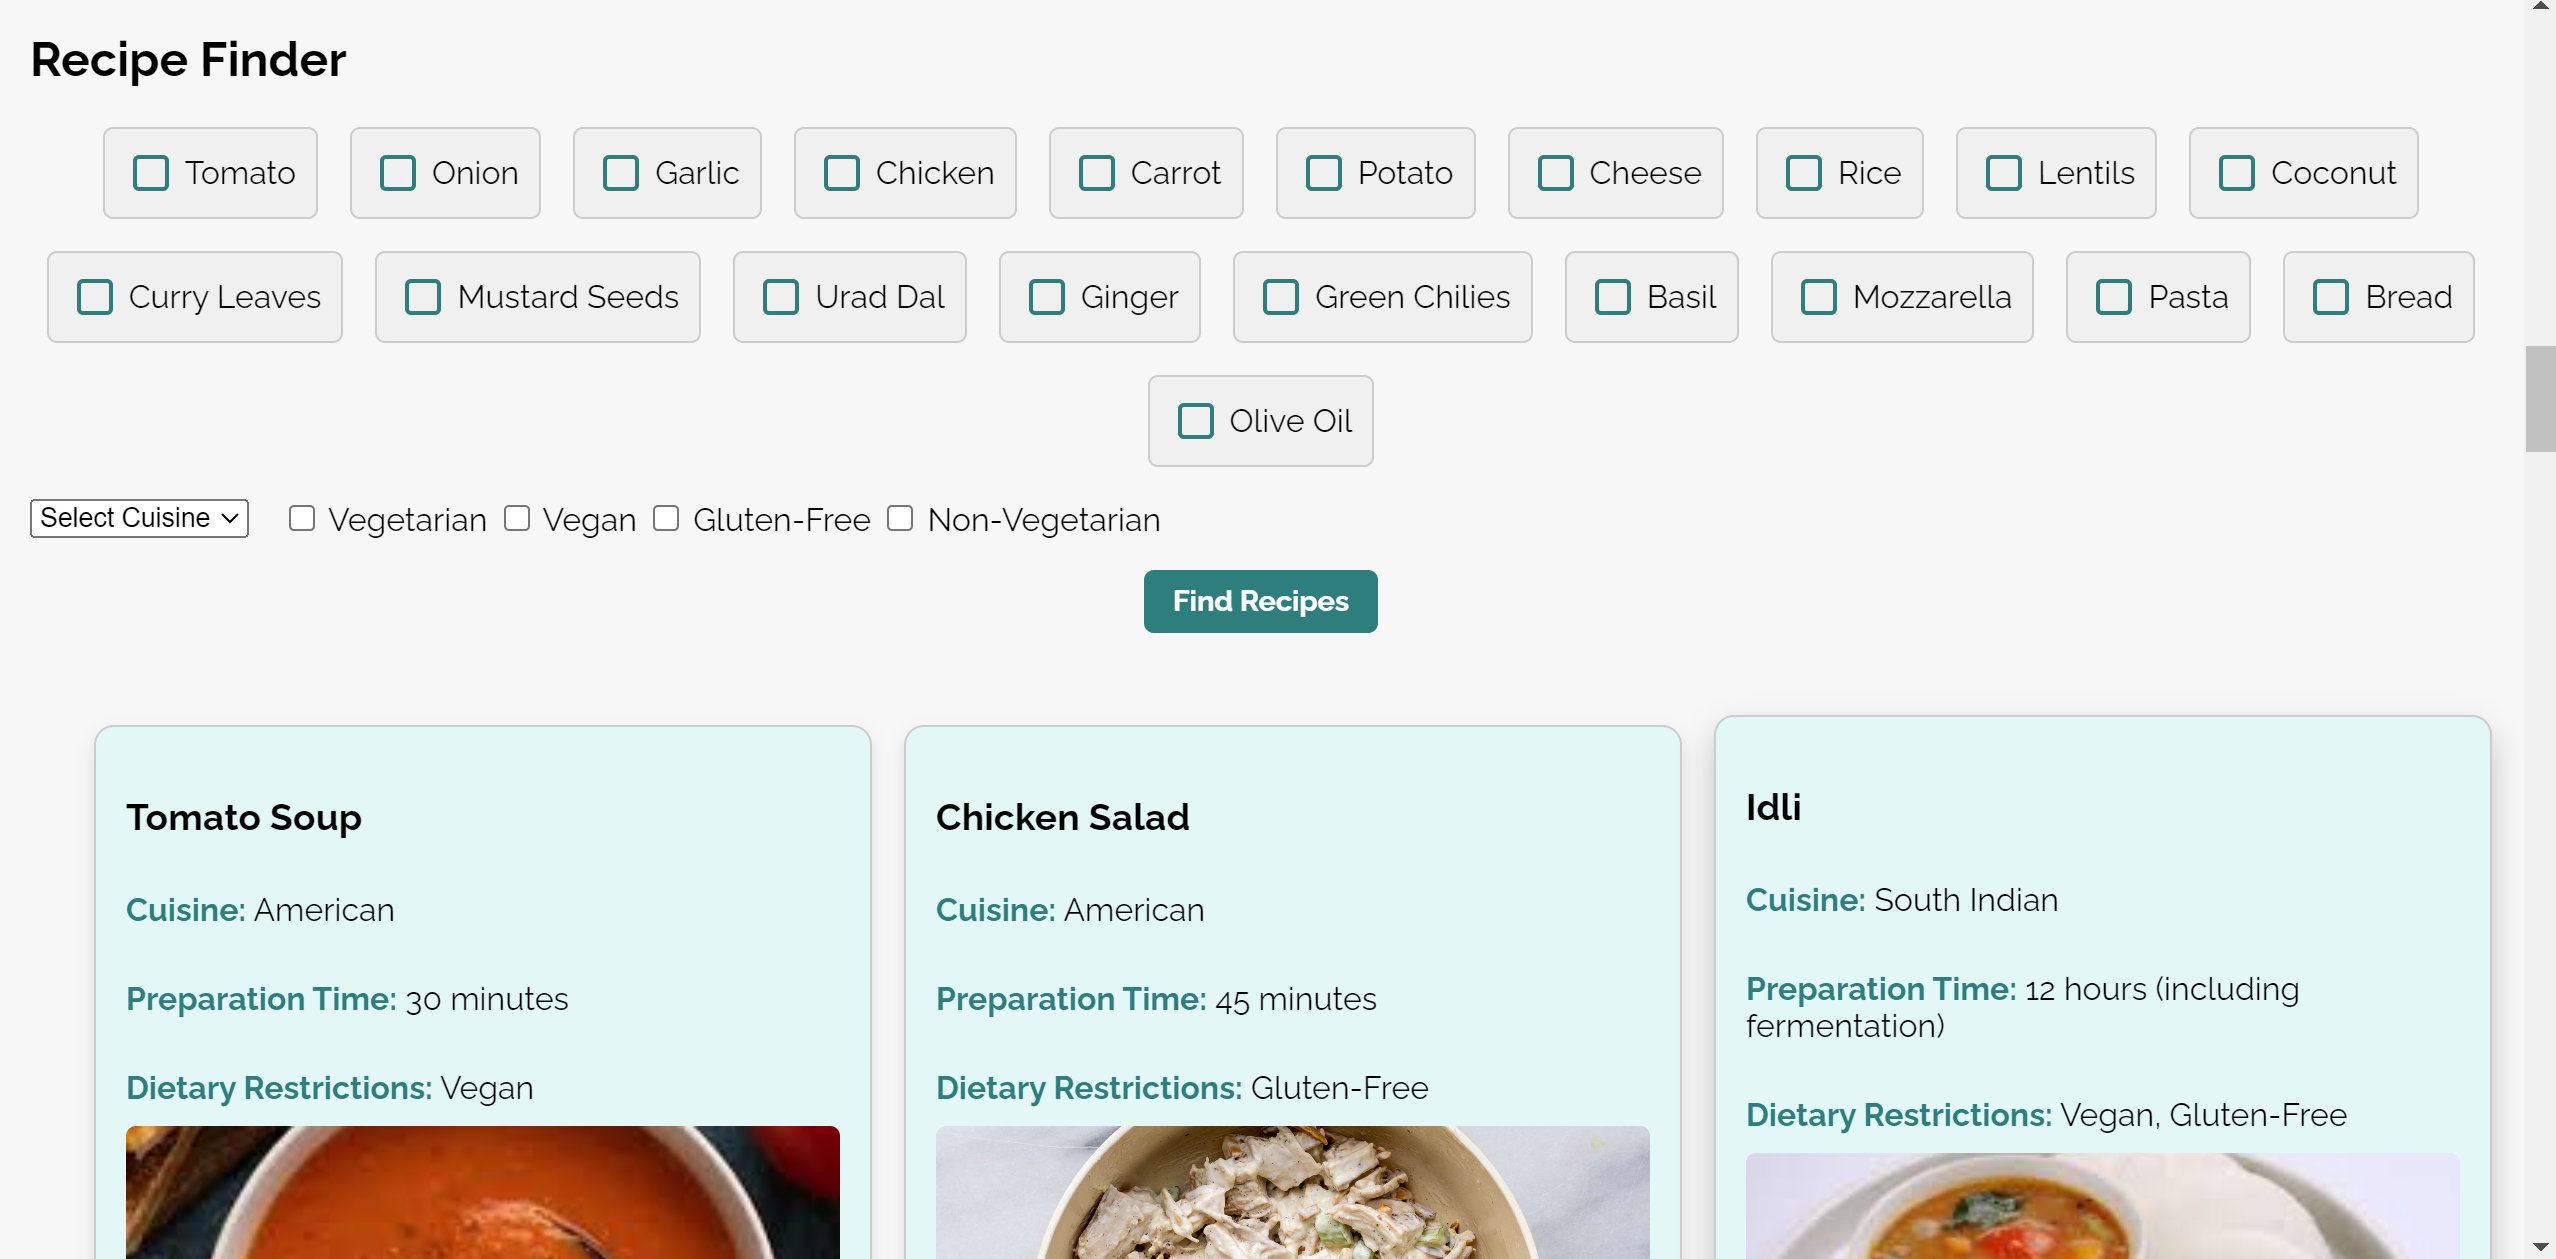 Recipe Finder
Tomato Onion Garlic Chicken Carrot Potato Cheese Rice Lentils Coconut
Curry Leaves Mustard Seeds Urad Dal Ginger Green Chilies Basil Mozzarella Pasta Bread
Olive Oil
Select Cuisine Vegetarian Vegan Gluten-Free Non-Vegetarian
Find Recipes
Tomato Soup
Cuisine: American
Preparation Time: 30 minutes
Dietary Restrictions: Vegan
Chicken Salad
Cuisine: American
Preparation Time: 45 minutes
Dietary Restrictions: Gluten-Free
Idli
Cuisine: South Indian
Preparation Time: 12 hours (including
fermentation)
Dietary Restrictions: Vegan, Gluten-Free